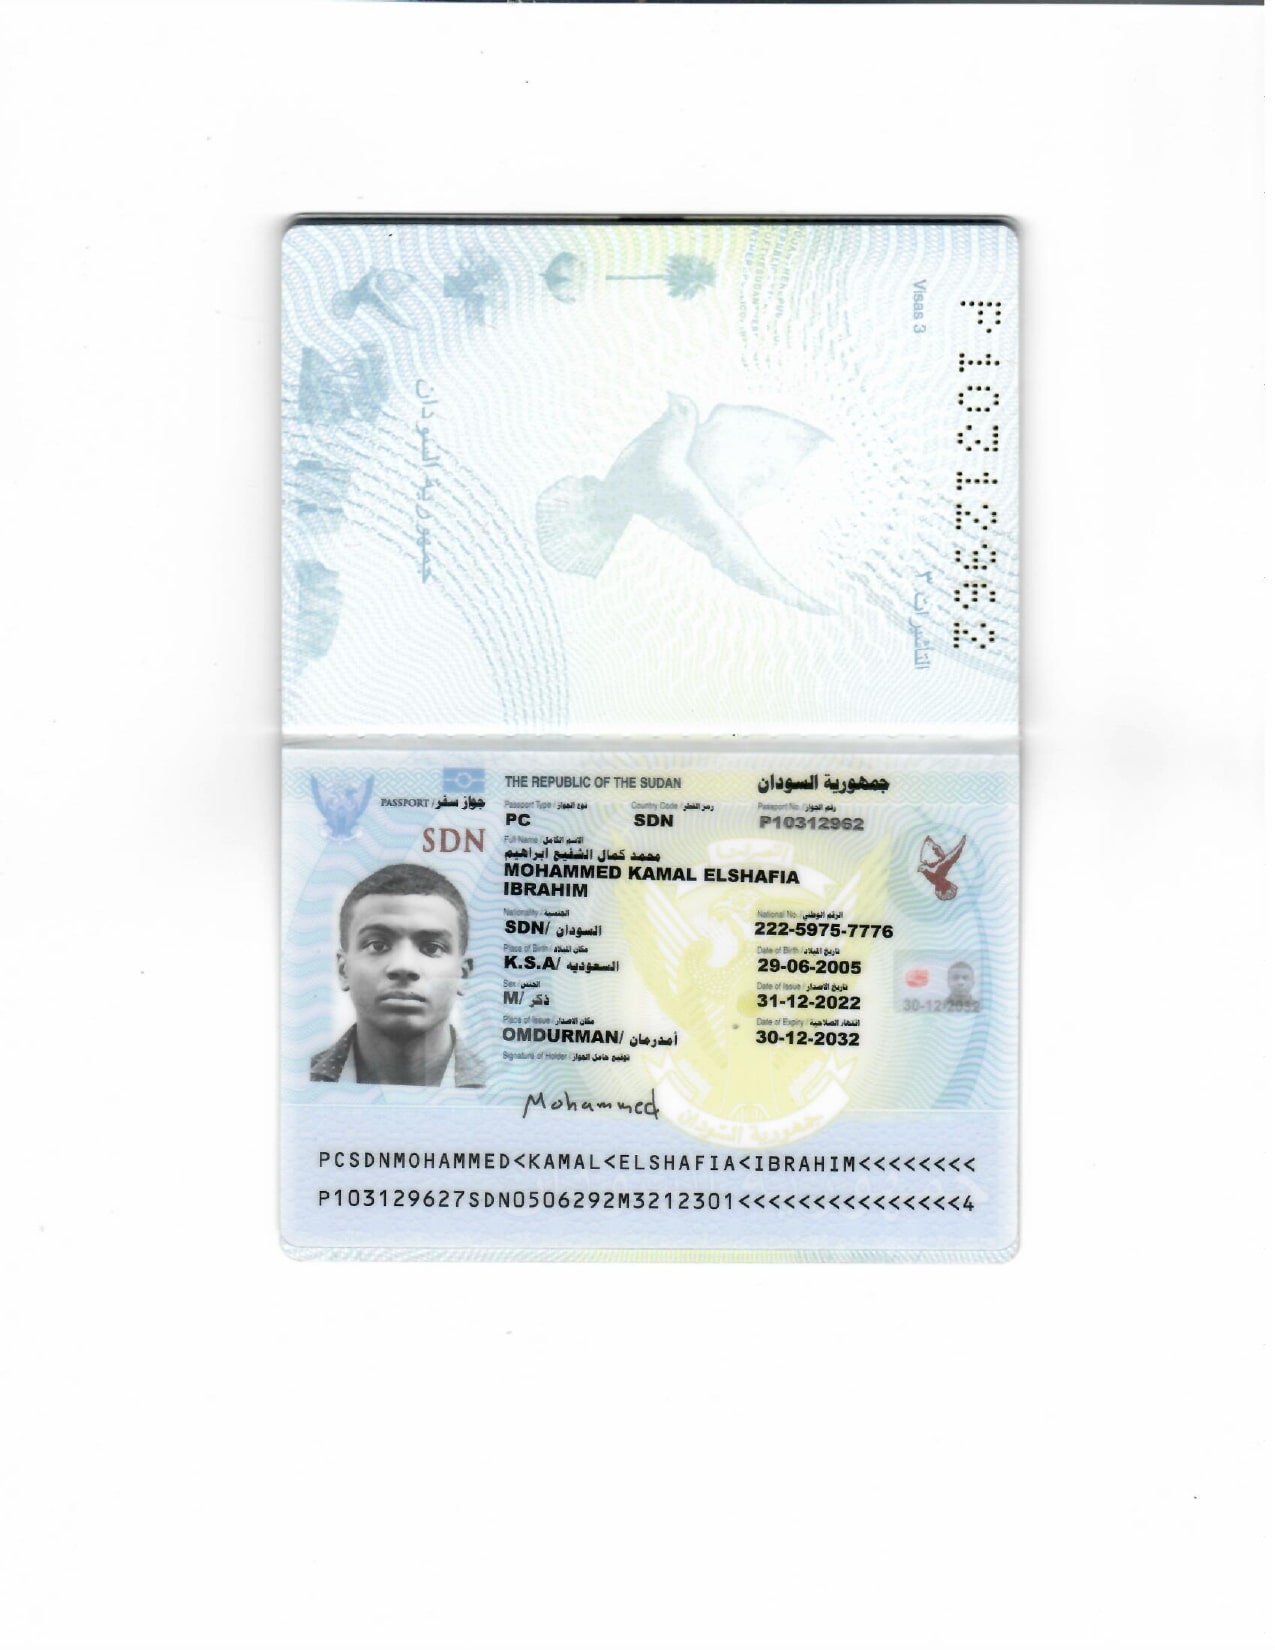 Visas 3
التأشيرات ٣
P10312962
جمهورية السودان
THE REPUBLIC OF THE SUDAN
جمهورية السودان
PASSPORT / جواز سفر
Passport Type / نوع الجواز
Country Code / رمز القطر
Passport No. / رقم الجواز
PC
SDN
P10312962
SDN
Full Name / الاسم الكامل
محمد كمال الشفيع ابراهيم
MOHAMMED KAMAL ELSHAFIA
IBRAHIM
Nationality / الجنسية
National No. / الرقم الوطني
SDN/ السودان
222-5975-7776
Place of Birth / مكان الميلاد
Date of Birth / تاريخ الميلاد
K.S.A/ السعوديه
29-06-2005
Sex / الجنس
Date of Issue / تاريخ الاصدار
M/ ذكر
31-12-2022
30-12/2032
Place of Issue / مكان الاصدار
Date of Expiry / انتهاء الصلاحية
OMDURMAN/ أمدرمان
30-12-2032
Signature of Holder / توقيع حامل الجواز
Mohammed
جمهورية السودان
PCSDNMOHAMMED<KAMAL<ELSHAFIA<IBRAHIM<<<<<<<<
P103129627SDN0506292M3212301<<<<<<<<<<<<<<<4